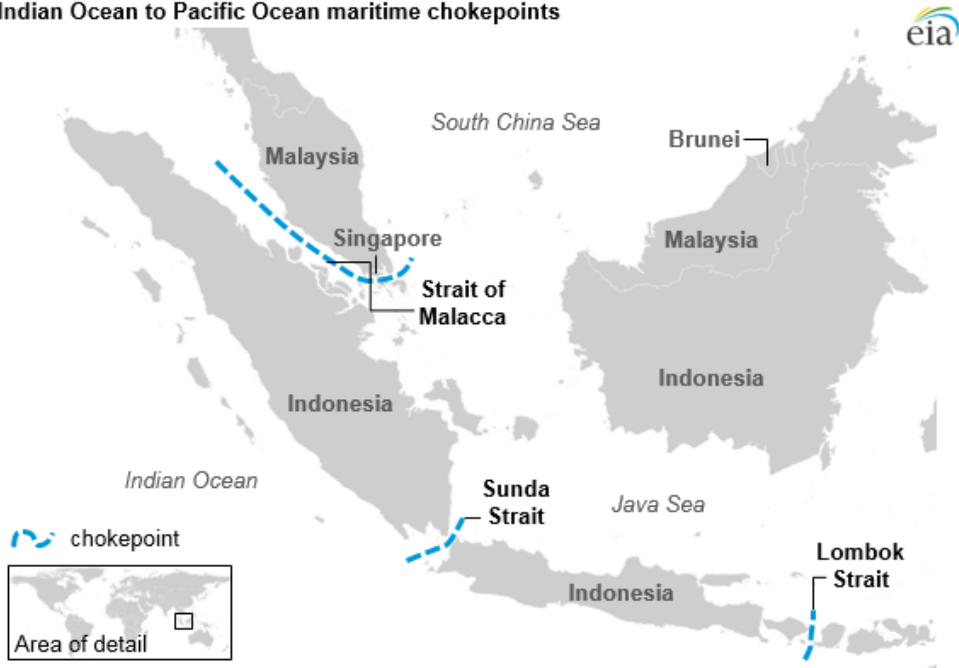 Indian Ocean to Pacific Ocean maritime chokepoints
eia
South China Sea
Brunei
Malaysia
Singapore
Malaysia
Strait of
Malacca
Indonesia
Indonesia
Indian Ocean
Sunda
Strait
Java Sea
chokepoint
Lombok
Strait
Indonesia
Area of detail